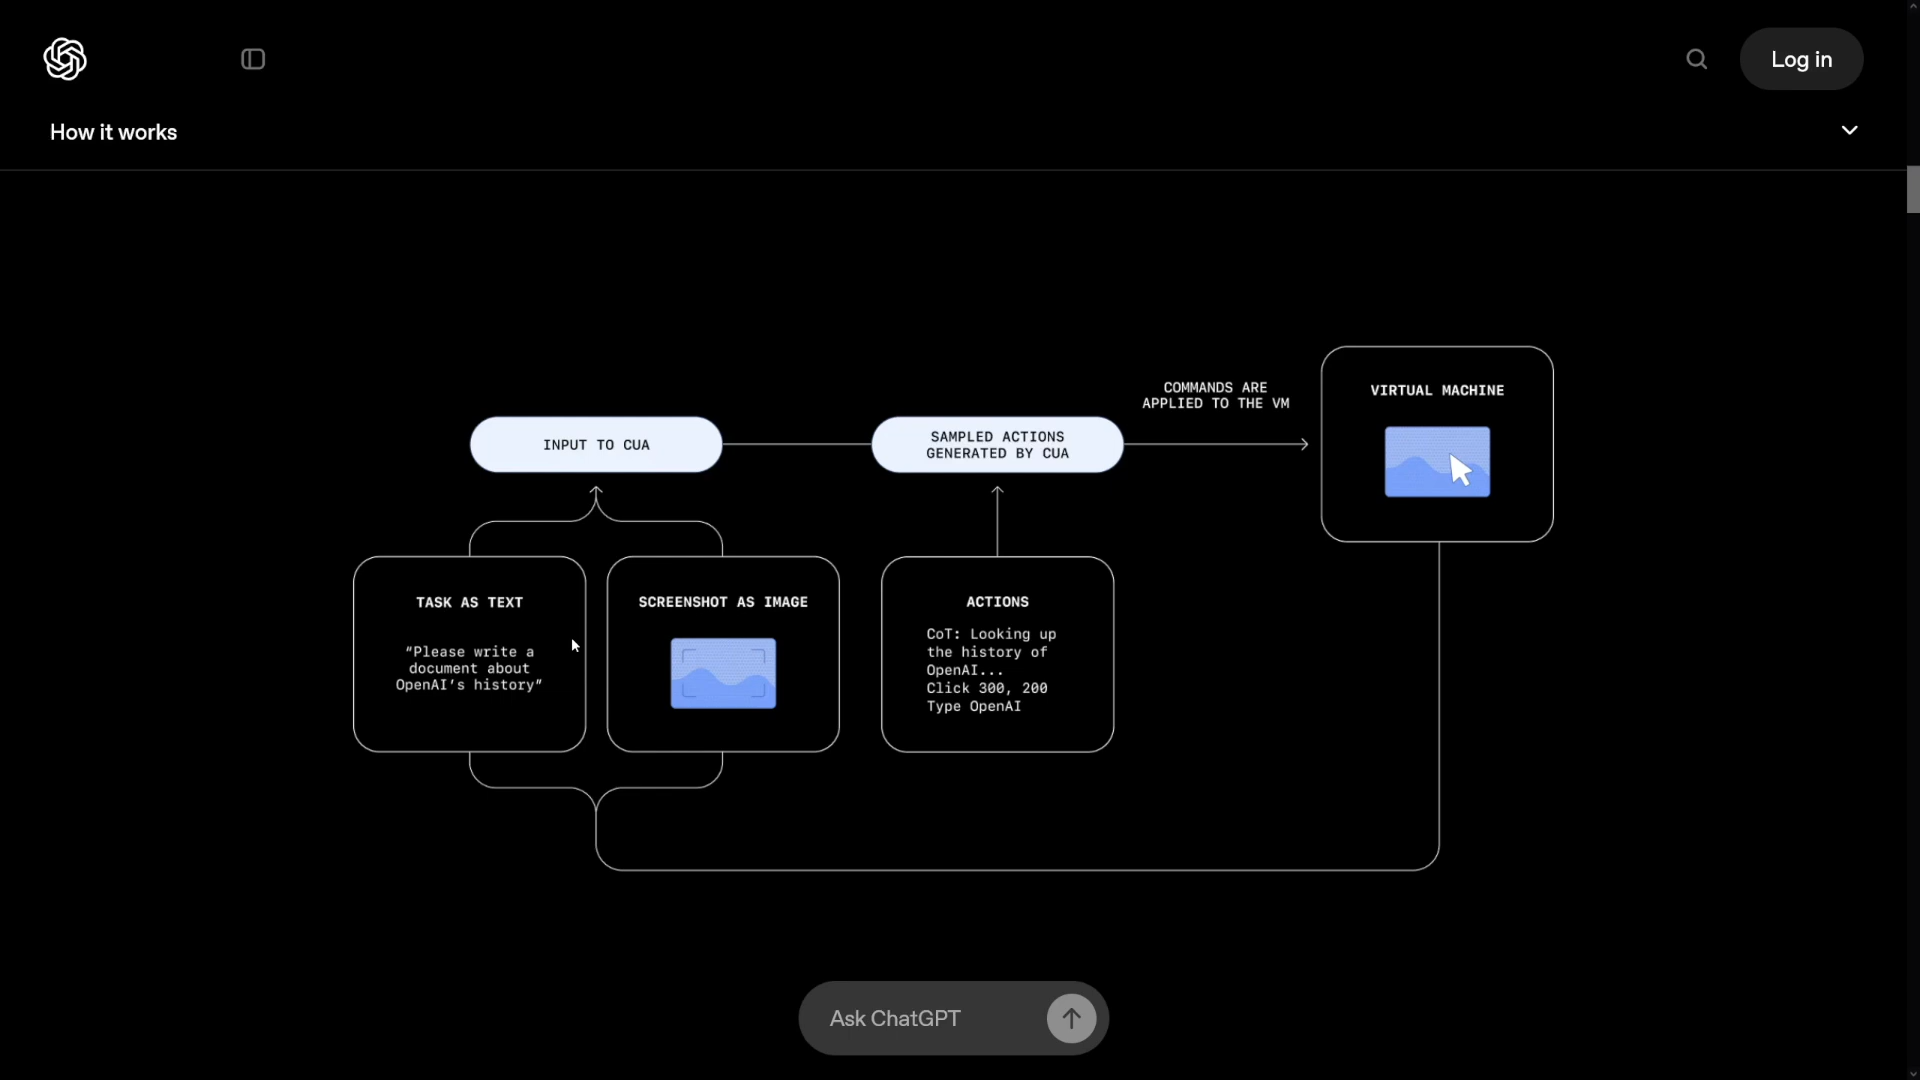 Log in
How it works
COMMANDS ARE
APPLIED TO THE VM
VIRTUAL MACHINE
INPUT TO CUA
SAMPLED ACTIONS
GENERATED BY CUA
TASK AS TEXT
“Please write a
document about
OpenAI’s history”
SCREENSHOT AS IMAGE
ACTIONS
CoT: Looking up
the history of
OpenAI...
Click 300, 200
Type OpenAI
Ask ChatGPT